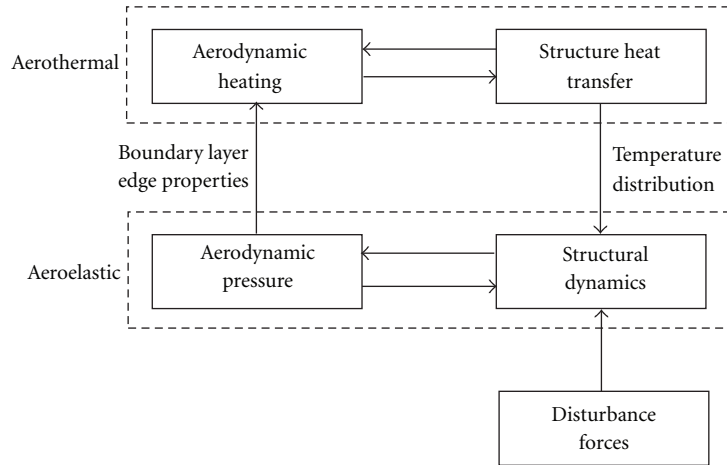 Aerothermal
Aerodynamic
heating
Structure heat
transfer
Boundary layer
edge properties
Temperature
distribution
Aeroelastic
Aerodynamic
pressure
Structural
dynamics
Disturbance
forces